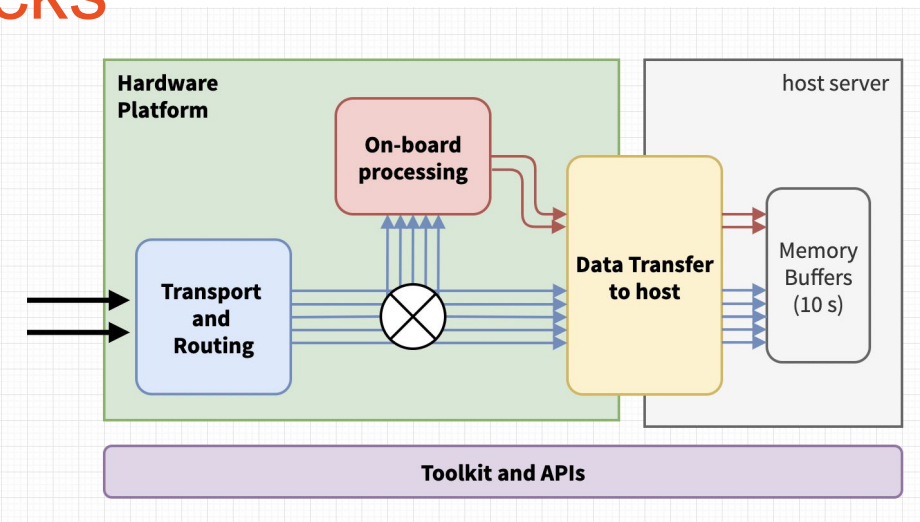 Hardware
Platform
host server
On-board
processing
Transport
and
Routing
Data Transfer
to host
Memory
Buffers
(10 s)
Toolkit and APIs